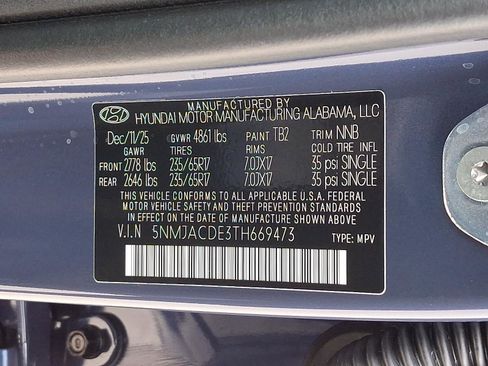 MANUFACTURED BY
HYUNDAI MOTOR MANUFACTURING ALABAMA, LLC
Dec/11/25 GVWR 4861 lbs PAINT TB2 TRIM NNB
GAWR TIRES RIMS COLD TIRE INFL
FRONT 2778 lbs 235/65R17 7.0JX17 35 psi SINGLE
REAR 2646 lbs 235/65R17 7.0JX17 35 psi SINGLE
THIS VEHICLE CONFORMS TO ALL APPLICABLE U.S.A. FEDERAL
MOTOR VEHICLE SAFETY AND THEFT PREVENTION STANDARDS
IN EFFECT ON THE DATE OF MANUFACTURE SHOWN ABOVE.
V.I.N 5NMJACDE3TH669473 TYPE: MPV